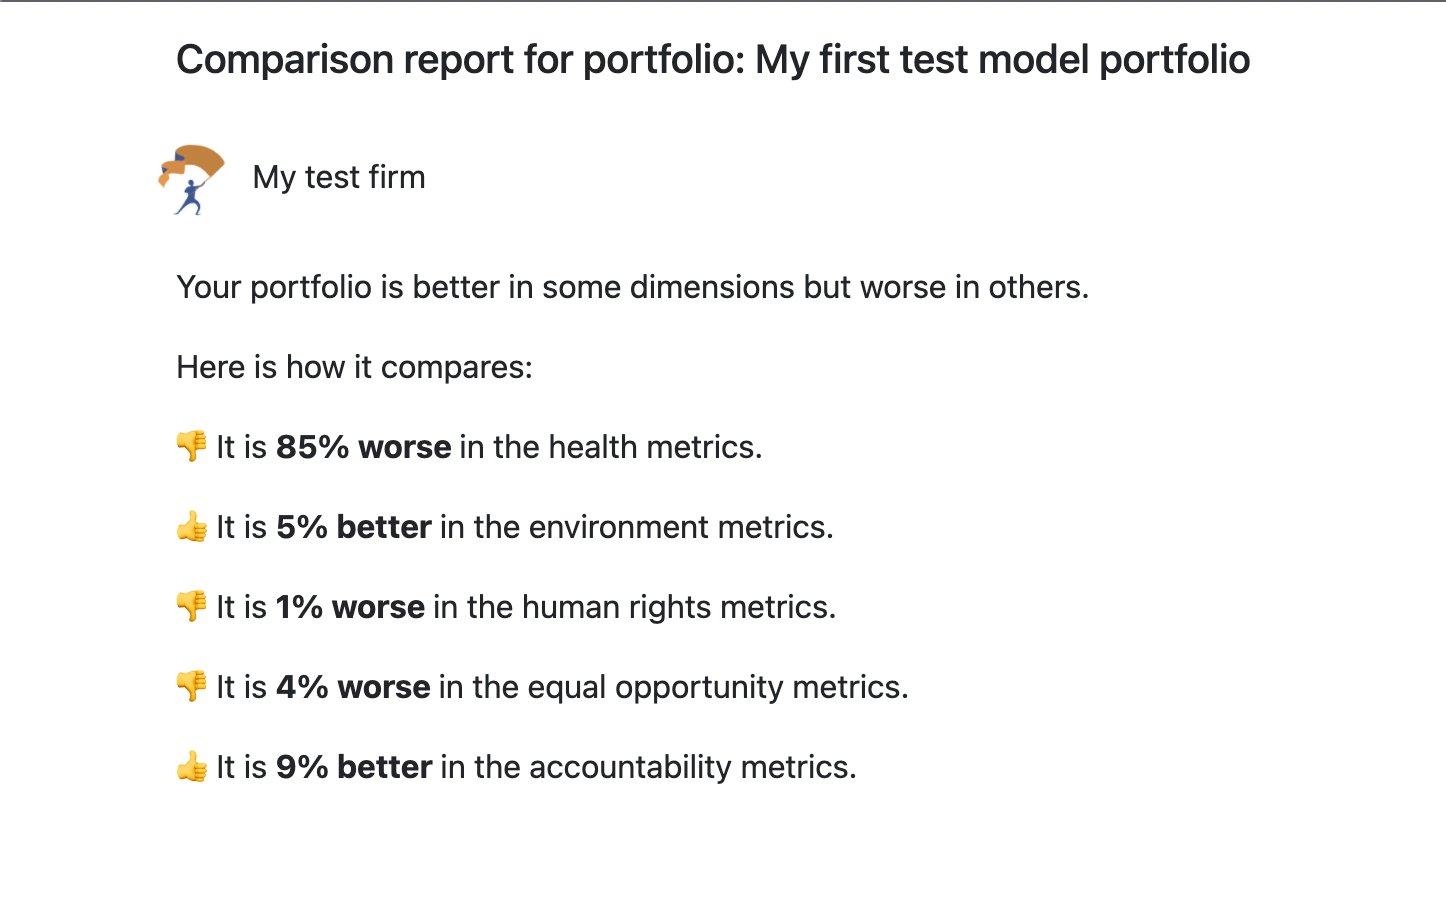 Comparison report for portfolio: My first test model portfolio
My test firm
Your portfolio is better in some dimensions but worse in others.
Here is how it compares:
👎 It is 85% worse in the health metrics.
👍 It is 5% better in the environment metrics.
👎 It is 1% worse in the human rights metrics.
👎 It is 4% worse in the equal opportunity metrics.
👍 It is 9% better in the accountability metrics.